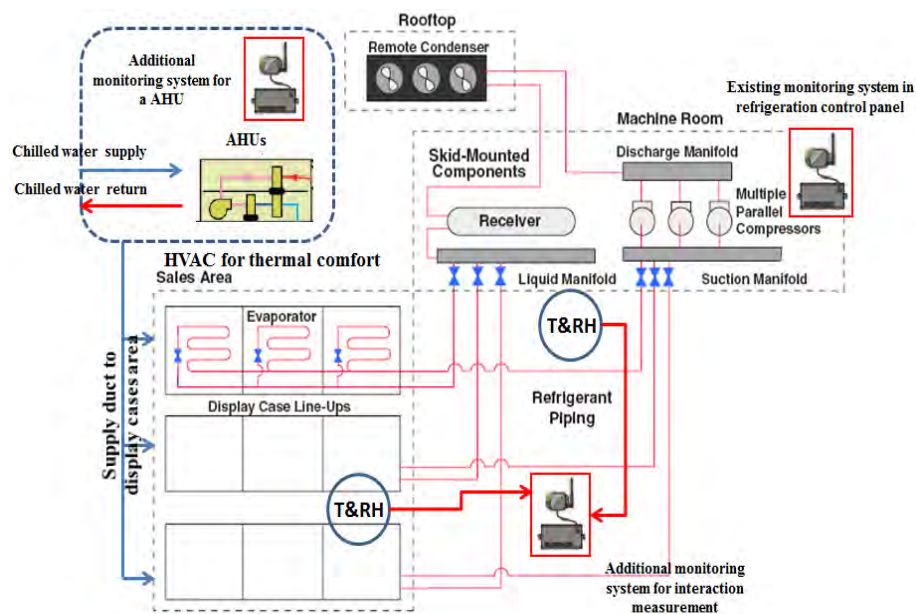 Rooftop
Remote Condenser
Additional
monitoring system for
a AHU
AHUs
Chilled water supply
Chilled water return
HVAC for thermal comfort
Existing monitoring system in
refrigeration control panel
Machine Room
Skid-Mounted
Components
Discharge Manifold
Multiple
Parallel
Compressors
Receiver
Liquid Manifold
Suction Manifold
Sales Area
Evaporator
Display Case Line-Ups
Supply duct to
display cases area
T&RH
Refrigerant
Piping
T&RH
Additional monitoring
system for interaction
measurement